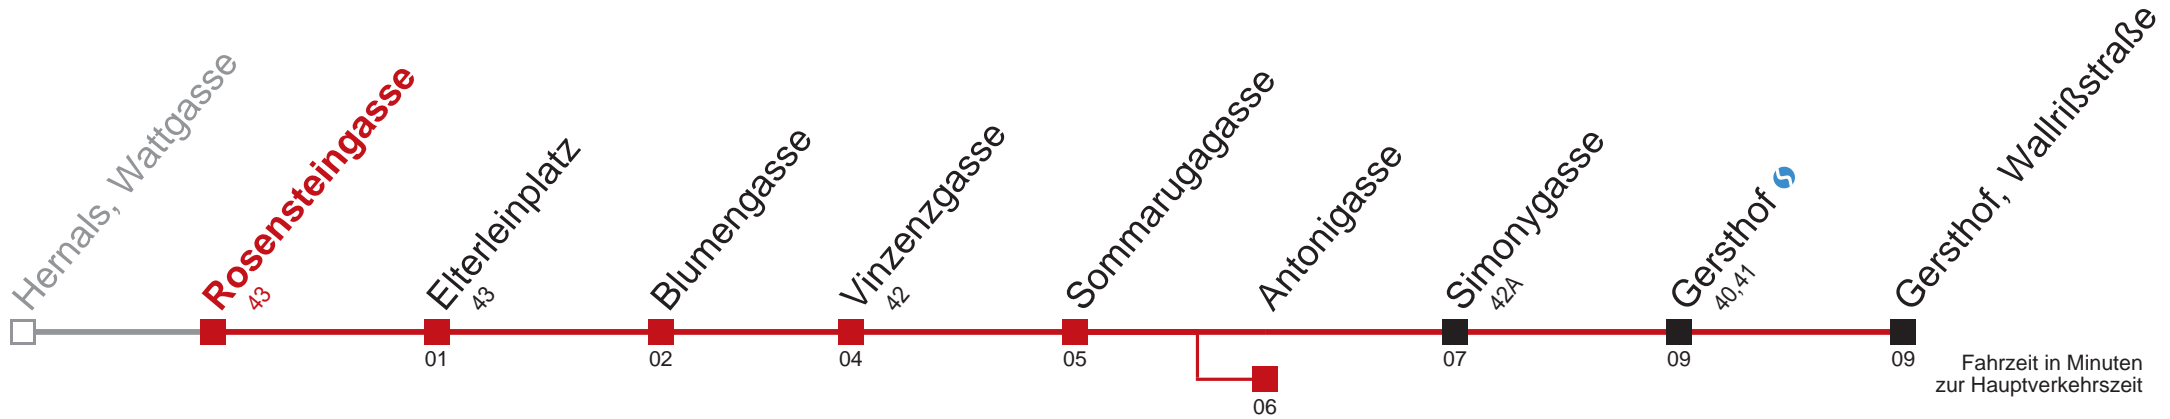 Hernals, Wattgasse
Rosensteingasse
43
Elterleinplatz
43
01
Blumengasse
02
Vinzenzgasse
42
04
Sommarugagasse
05
Antonigasse
06
Simonygasse
42A
07
Gersthof
40,41
09
Gersthof, Wallrißstraße
09
Fahrzeit in Minuten
zur Hauptverkehrszeit